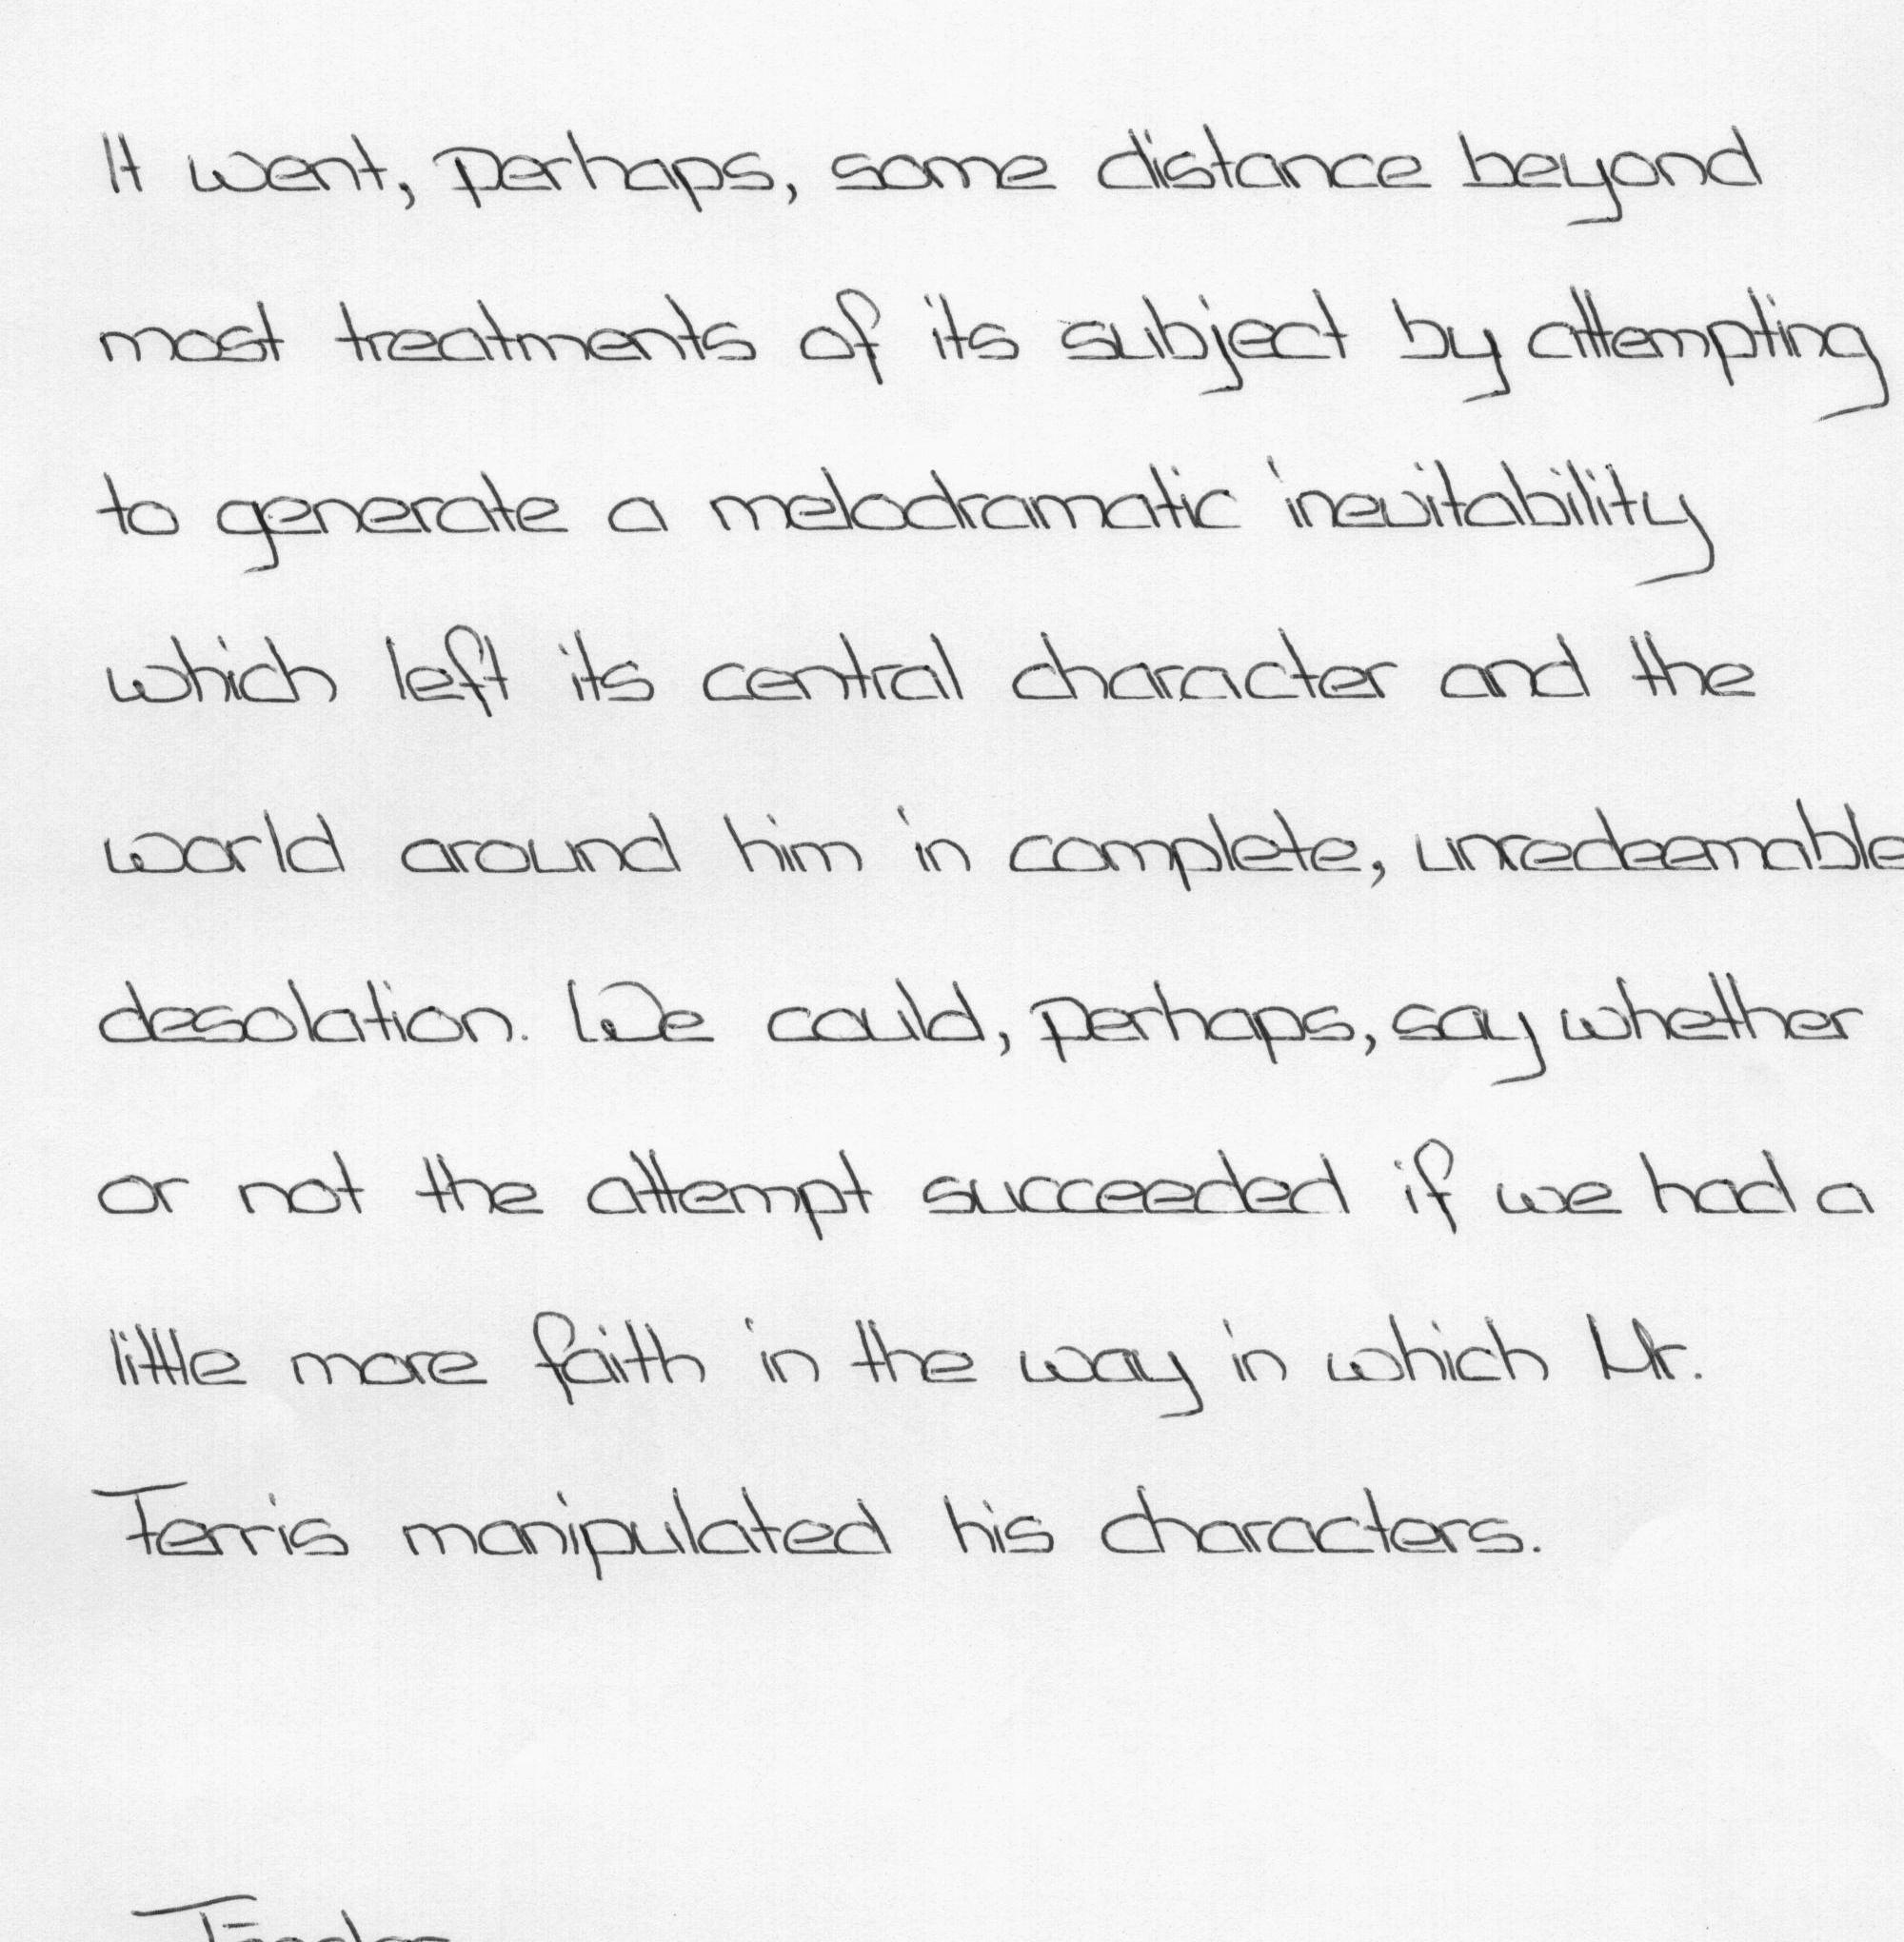 It went, perhaps, some distance beyond
most treatments of its subject by attempting
to generate a melodramatic inevitability
which left its central character and the
world around him in complete, unredeemable
desolation. We could, perhaps, say whether
or not the attempt succeeded if we had a
little more faith in the way in which Mr.
Ferris manipulated his characters.